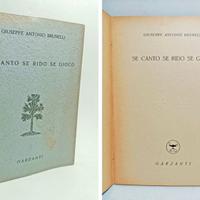 GIUSEPPE ANTONIO BRUNELLI
CANTO SE RIDO SE GIOCO
GARZANTI
GIUSEPPE ANTONIO BRUNELLI
SE CANTO SE RIDO SE G
GARZANTI